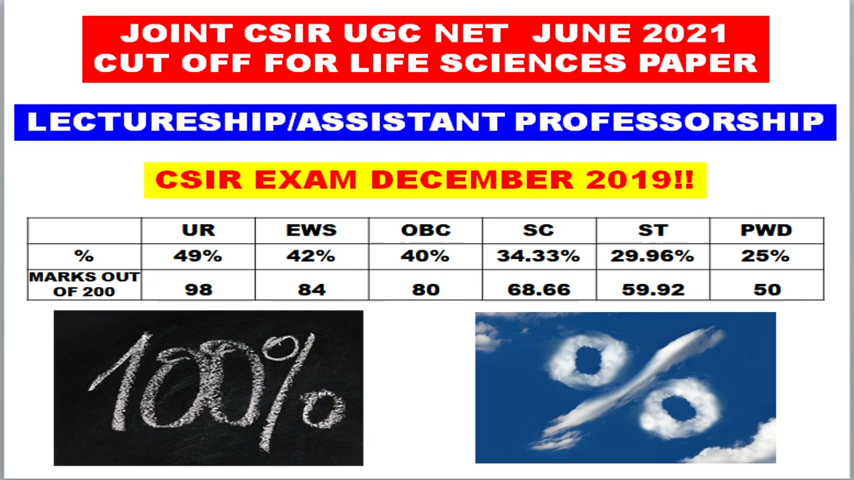 JOINT CSIR UGC NET JUNE 2021
CUT OFF FOR LIFE SCIENCES PAPER
LECTURESHIP/ASSISTANT PROFESSORSHIP
CSIR EXAM DECEMBER 2019!!
UR EWS OBC SC ST PWD
% 49% 42% 40% 34.33% 29.96% 25%
MARKS OUT
OF 200 98 84 80 68.66 59.92 50
100% %